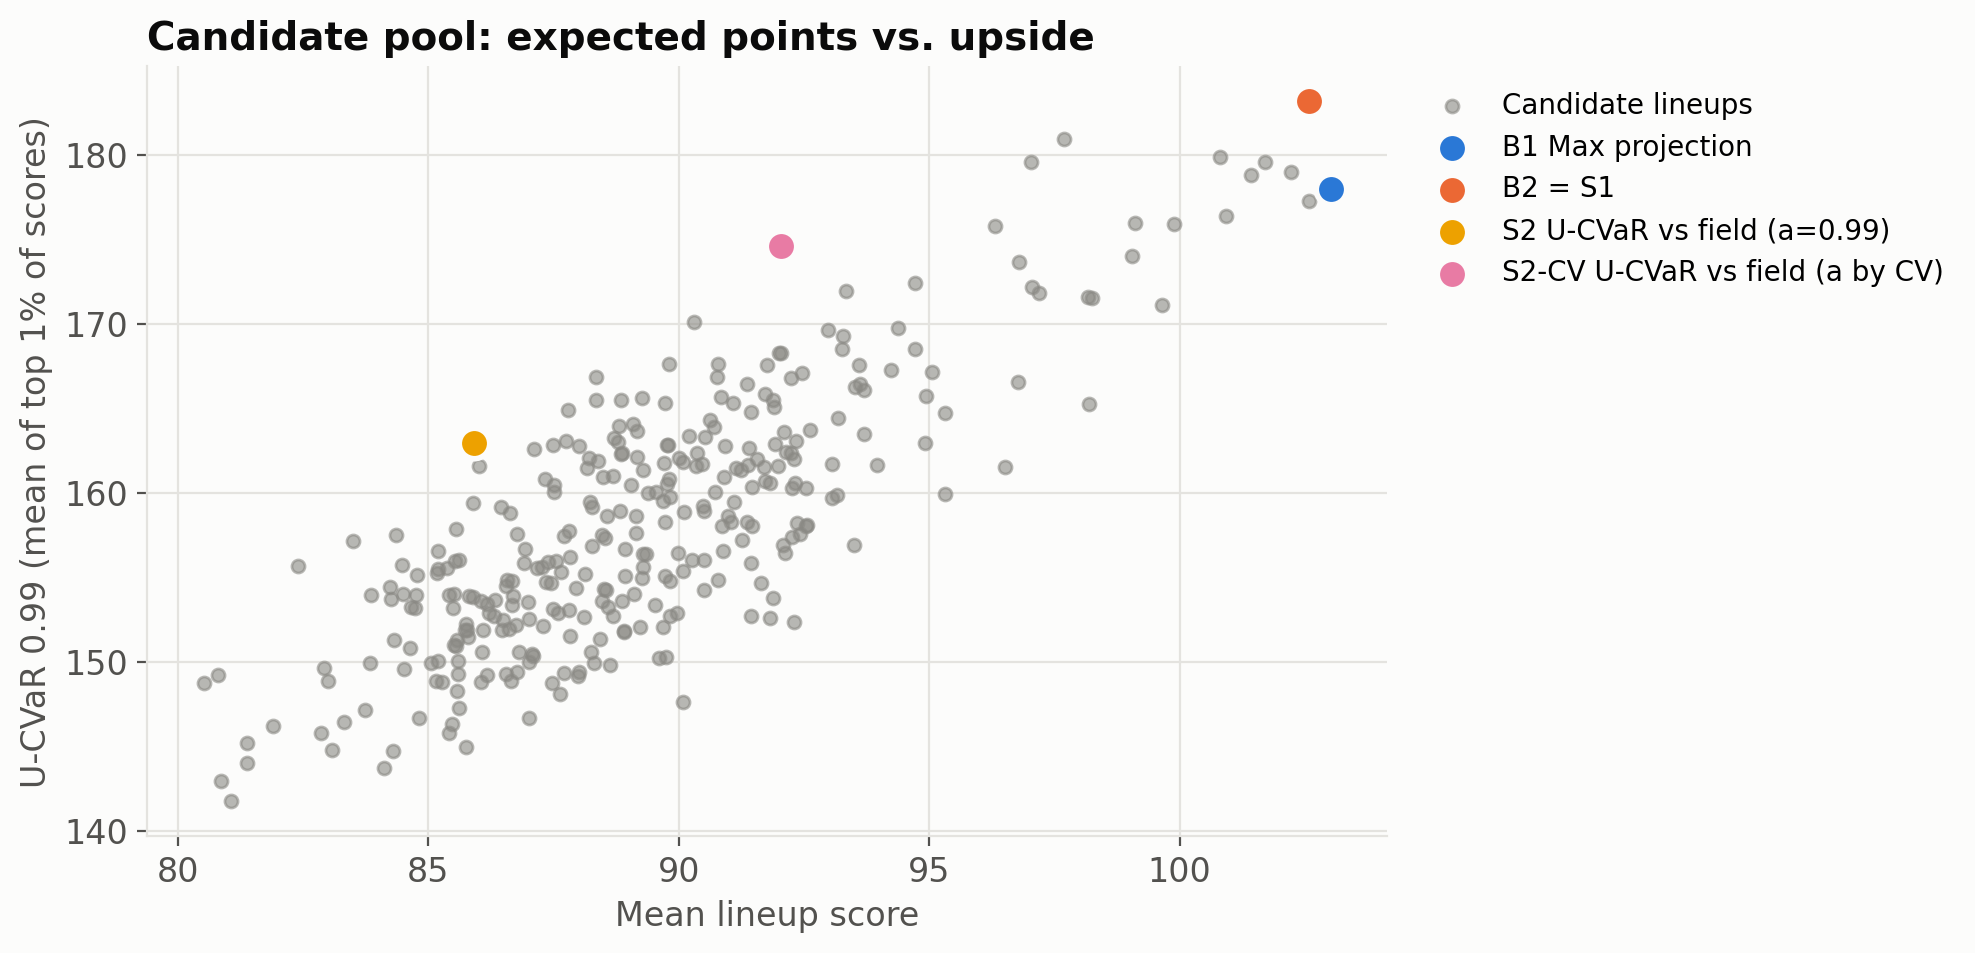 Candidate pool: expected points vs. upside
U-CVaR 0.99 (mean of top 1% of scores)
180
170
160
150
140
80
85
90
95
100
Mean lineup score
Candidate lineups
B1 Max projection
B2 = S1
S2 U-CVaR vs field (a=0.99)
S2-CV U-CVaR vs field (a by CV)